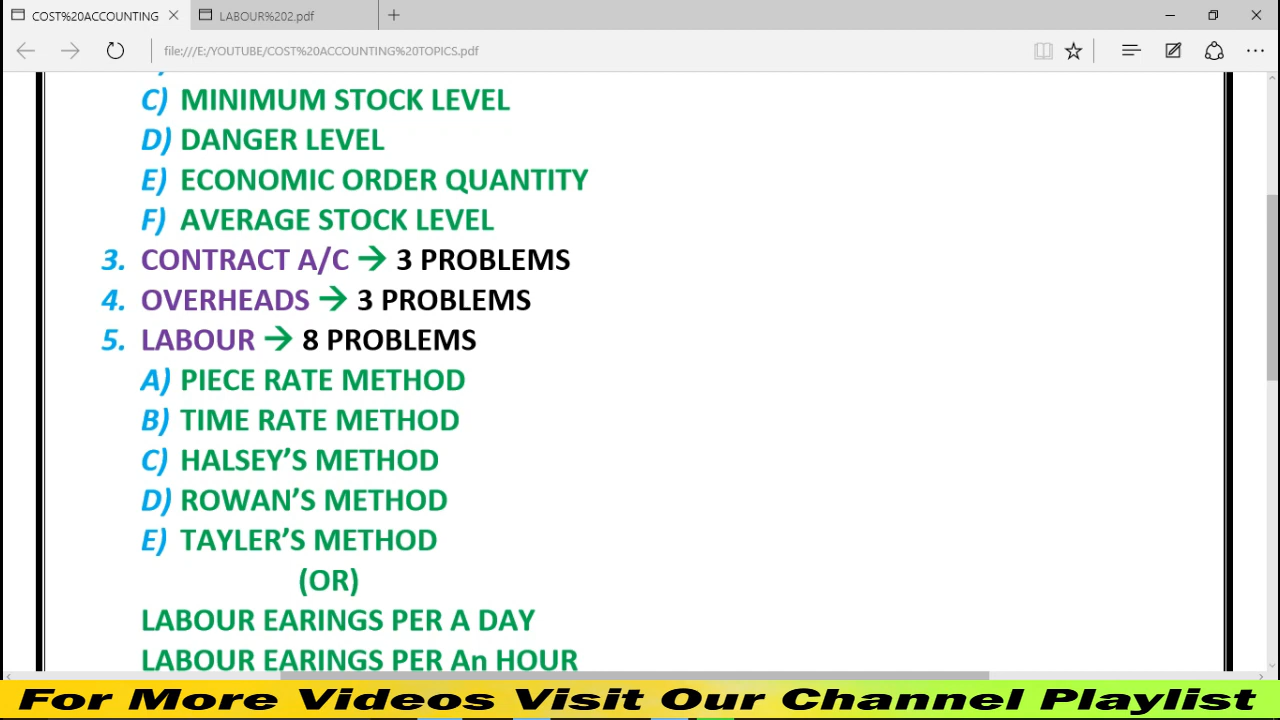 COST%20ACCOUNTING
LABOUR%202.pdf
file:///E:/YOUTUBE/COST%20ACCOUNTING%20TOPICS.pdf
C) MINIMUM STOCK LEVEL
D) DANGER LEVEL
E) ECONOMIC ORDER QUANTITY
F) AVERAGE STOCK LEVEL
3. CONTRACT A/C → 3 PROBLEMS
4. OVERHEADS → 3 PROBLEMS
5. LABOUR → 8 PROBLEMS
A) PIECE RATE METHOD
B) TIME RATE METHOD
C) HALSEY'S METHOD
D) ROWAN'S METHOD
E) TAYLER'S METHOD
(OR)
LABOUR EARINGS PER A DAY
LABOUR EARINGS PER An HOUR
For More Videos Visit Our Channel Playlist